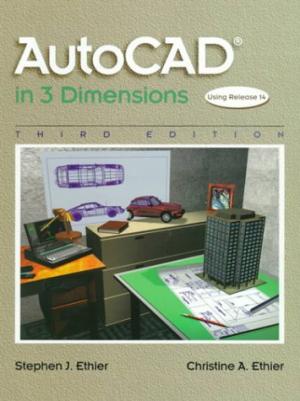 AutoCAD®
in 3 Dimensions
Using Release 14
THIRD EDITION
Stephen J. Ethier
Christine A. Ethier